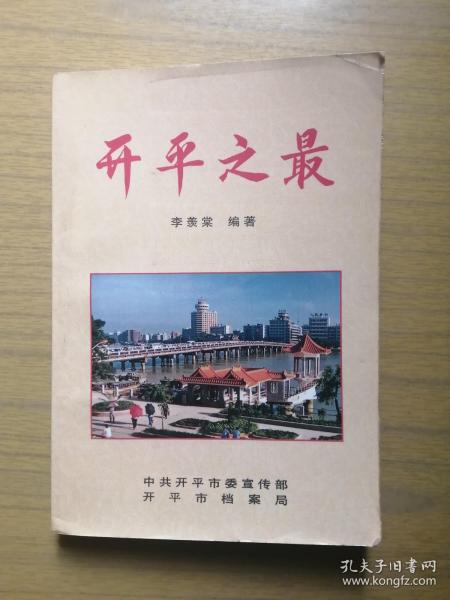 开平之最
李羡棠 编著
中共开平市委宣传部
开平市档案局
孔夫子旧书网
www.kongfz.com